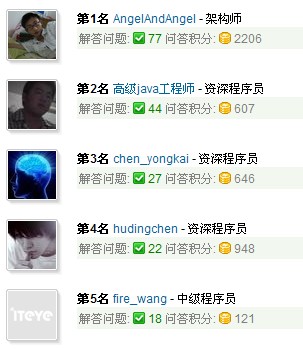 第1名 AngelAndAngel - 架构师
解答问题: 77 问答积分: 2206
第2名 高级java工程师 - 资深程序员
解答问题: 44 问答积分: 607
第3名 chen_yongkai - 资深程序员
解答问题: 27 问答积分: 646
第4名 hudingchen - 资深程序员
解答问题: 22 问答积分: 948
第5名 fire_wang - 中级程序员
解答问题: 18 问答积分: 121
ITEYE